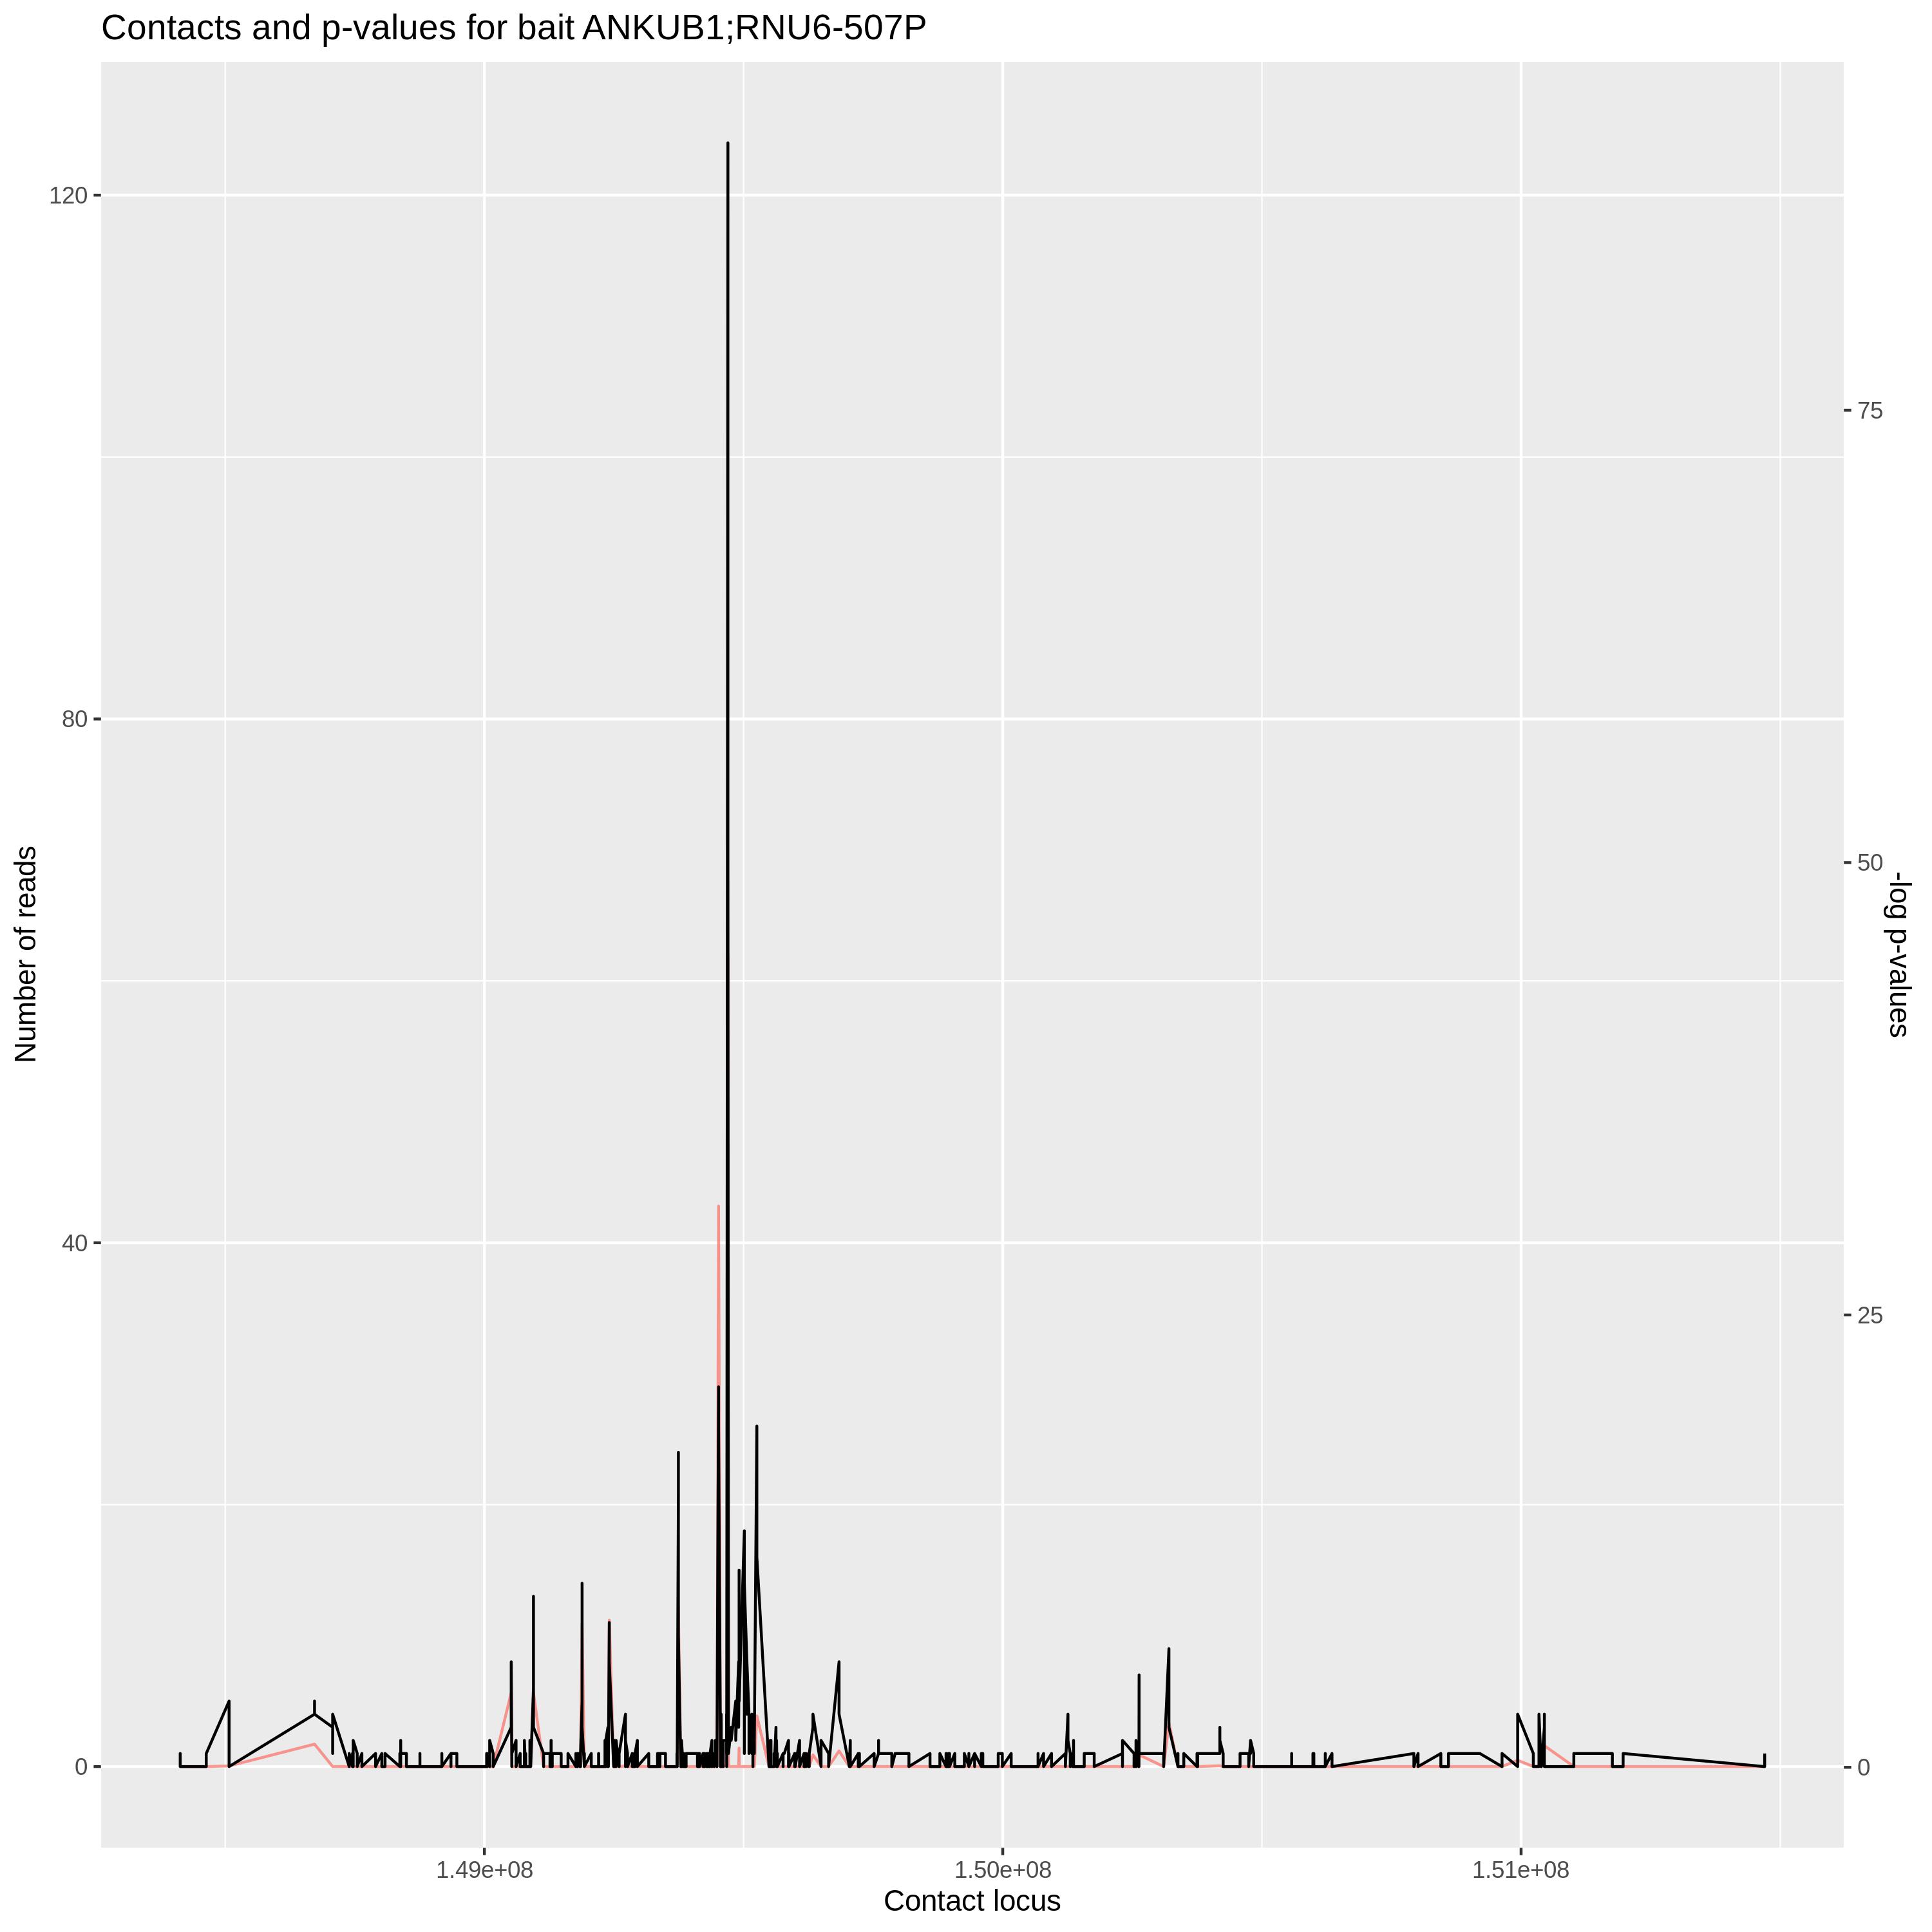 Contacts and p-values for bait ANKUB1;RNU6-507P
120
80
40
0
Number of reads
75
50
25
0
-log p-values
1.49e+08
1.50e+08
1.51e+08
Contact locus